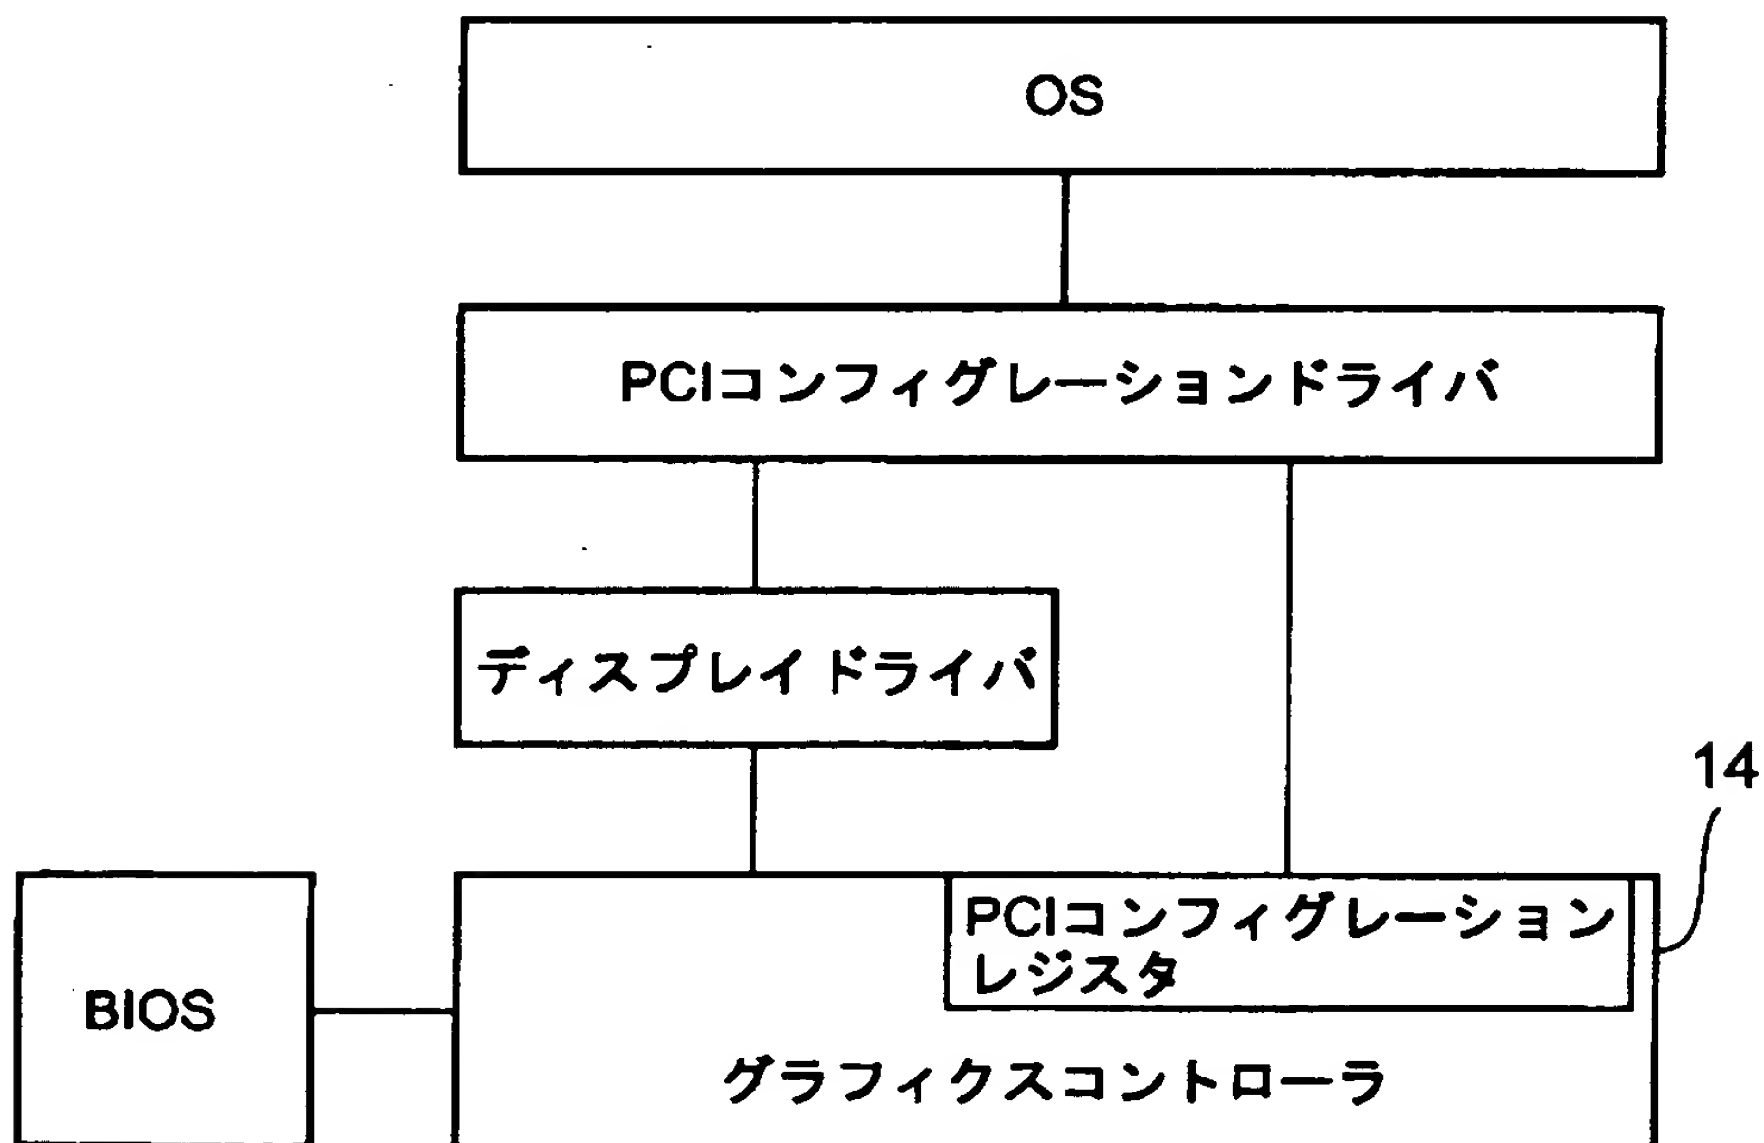 OS
PCIコンフィグレーションドライバ
ディスプレイドライバ
14
PCIコンフィグレーション
レジスタ
BIOS
グラフィクスコントローラ